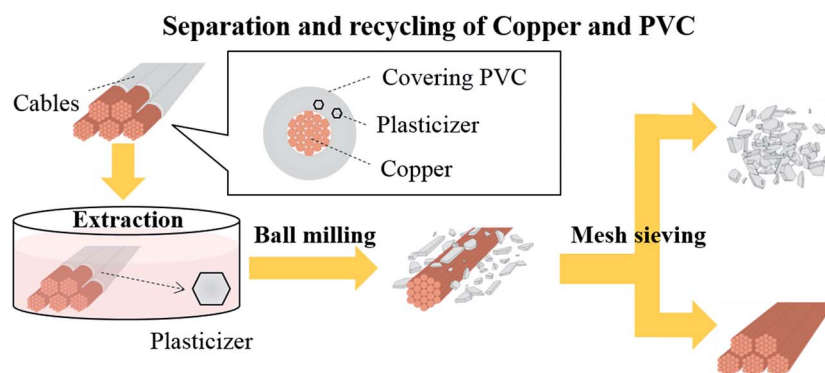 Separation and recycling of Copper and PVC
Cables
Covering PVC
Plasticizer
Copper
Extraction
Plasticizer
Ball milling
Mesh sieving